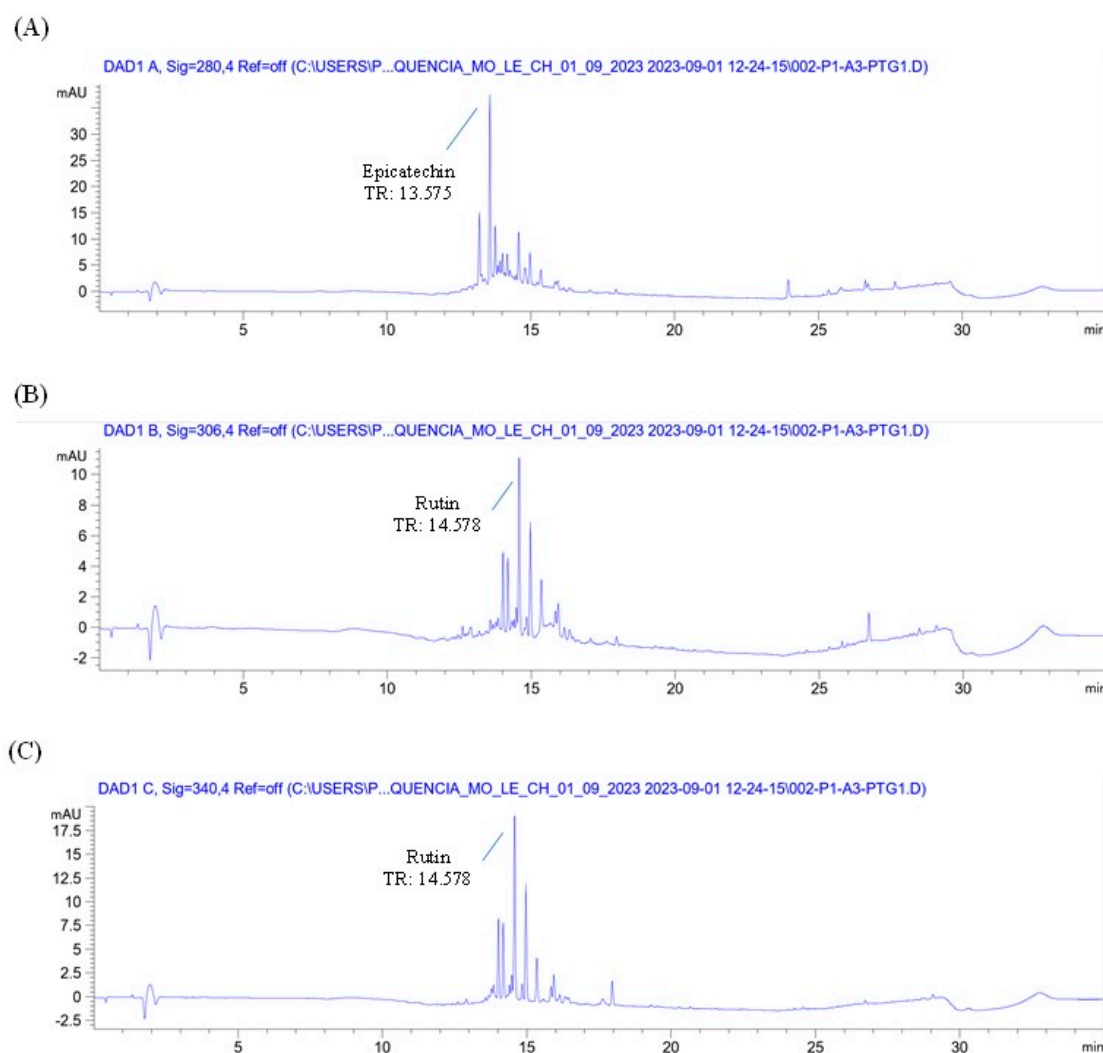 (A)
DAD1 A, Sig=280,4 Ref=off (C:\USERS\P...QUENCIA_MO_LE_CH_01_09_2023 2023-09-01 12-24-15\002-P1-A3-PTG1.D)
mAU
30
25
20
15
10
5
0
Epicatechin
TR: 13.575
5 10 15 20 25 30 min
(B)
DAD1 B, Sig=306,4 Ref=off (C:\USERS\P...QUENCIA_MO_LE_CH_01_09_2023 2023-09-01 12-24-15\002-P1-A3-PTG1.D)
mAU
10
8
6
4
2
0
-2
Rutin
TR: 14.578
5 10 15 20 25 30 min
(C)
DAD1 C, Sig=340,4 Ref=off (C:\USERS\P...QUENCIA_MO_LE_CH_01_09_2023 2023-09-01 12-24-15\002-P1-A3-PTG1.D)
mAU
17.5
15
12.5
10
7.5
5
2.5
0
-2.5
Rutin
TR: 14.578
5 10 15 20 25 30 min